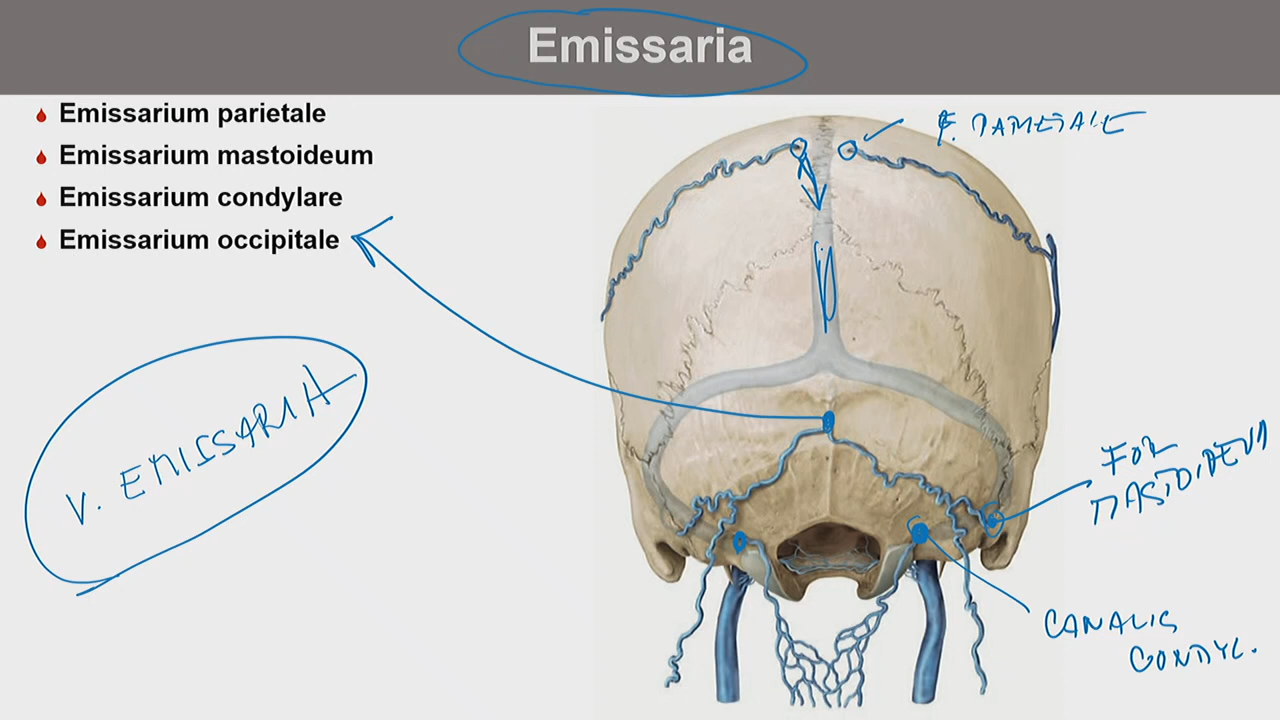 Emissaria
Emissarium parietale
Emissarium mastoideum
Emissarium condylare
Emissarium occipitale
F. PARIETALE
V. EMISSARIA
FOR
MASTOIDEUM
CANALIS
CONDYL.